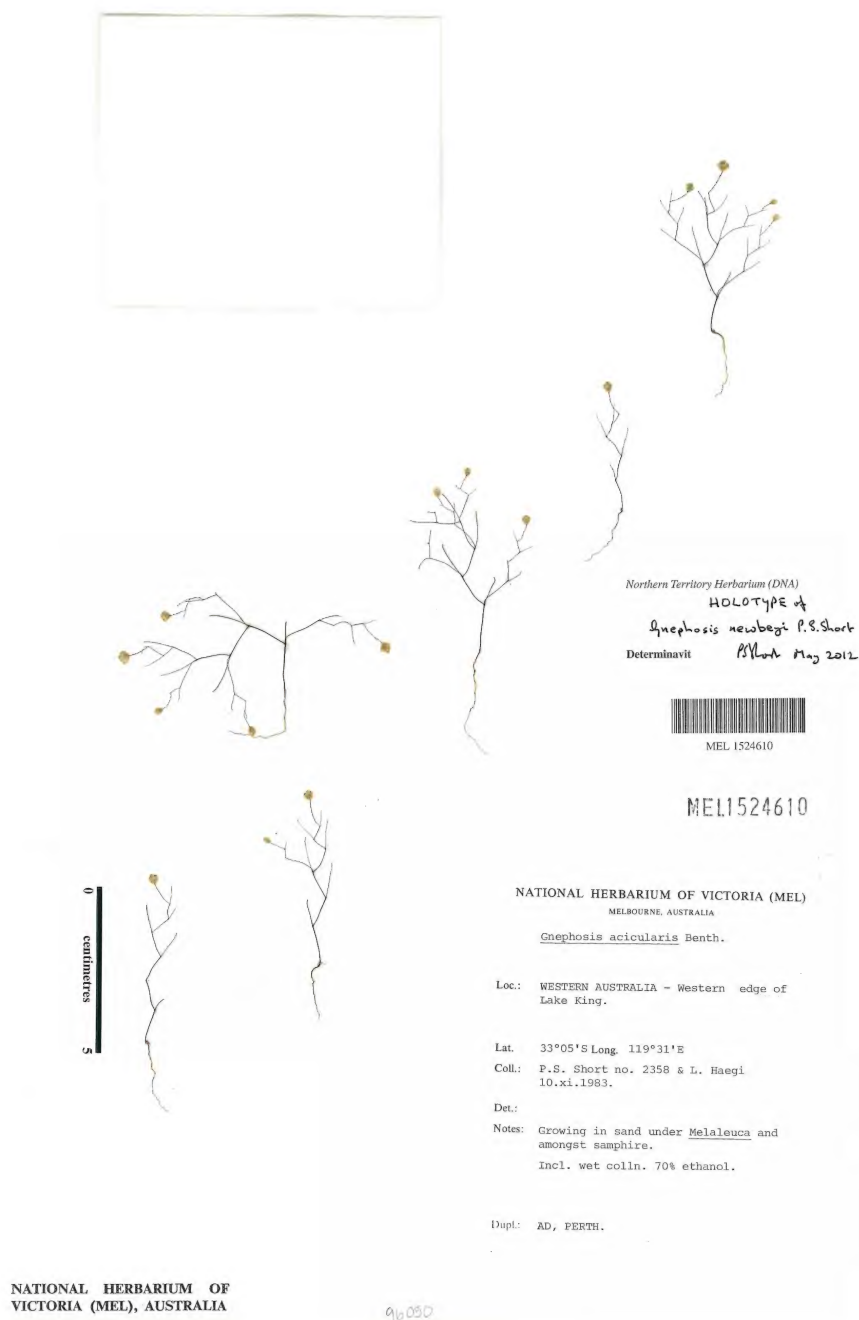 Northern Territory Herbarium (DNA)
HOLOTYPE of
Gnephosis newbeyi P.S.Short
Determinavit PSShort May 2012
MEL 1524610
MEL1524610
NATIONAL HERBARIUM OF VICTORIA (MEL)
MELBOURNE, AUSTRALIA
Gnephosis acicularis Benth.
Loc.: WESTERN AUSTRALIA - Western edge of
Lake King.
Lat. 33°05'S Long. 119°31'E
Coll.: P.S. Short no. 2358 & L. Haegi
10.xi.1983.
Det.:
Notes: Growing in sand under Melaleuca and
amongst samphire.
Incl. wet colln. 70% ethanol.
Dupl.: AD, PERTH.
0 centimetres 5
NATIONAL HERBARIUM OF
VICTORIA (MEL), AUSTRALIA
96090